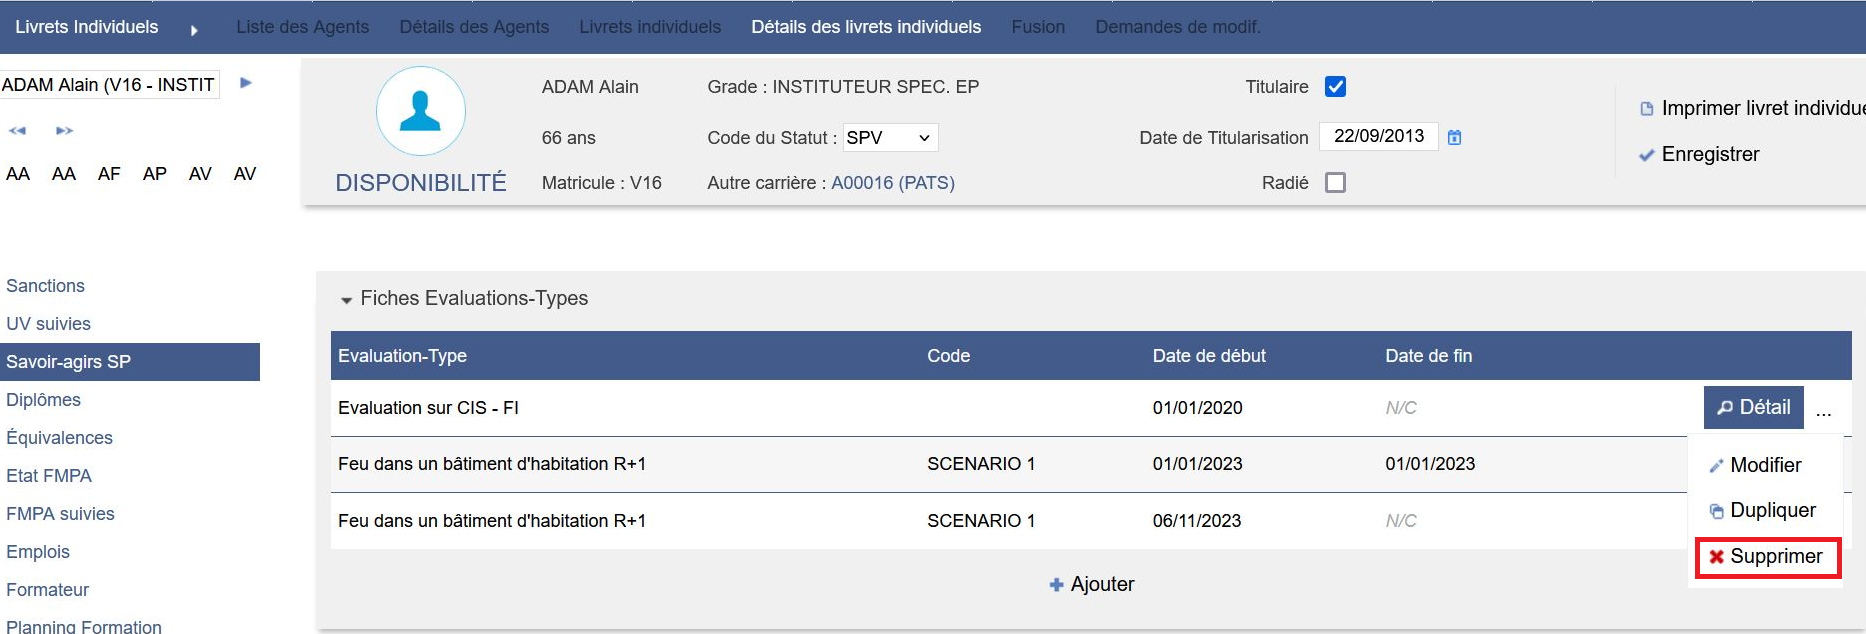 Livrets Individuels Liste des Agents Détails des Agents Livrets individuels Détails des livrets individuels Fusion Demandes de modif.
ADAM Alain (V16 - INSTIT
AA AA AF AP AV AV
DISPONIBILITÉ
ADAM Alain
66 ans
Matricule : V16
Grade : INSTITUTEUR SPEC. EP
Code du Statut : SPV
Autre carrière : A00016 (PATS)
Titulaire
Date de Titularisation 22/09/2013
Radié
Imprimer livret individue
Enregistrer
Sanctions
UV suivies
Savoir-agirs SP
Diplômes
Équivalences
Etat FMPA
FMPA suivies
Emplois
Formateur
Planning Formation
Fiches Evaluations-Types
Evaluation-Type Code Date de début Date de fin
Evaluation sur CIS - FI 01/01/2020 N/C Détail ...
Feu dans un bâtiment d'habitation R+1 SCENARIO 1 01/01/2023 01/01/2023
Feu dans un bâtiment d'habitation R+1 SCENARIO 1 06/11/2023 N/C
Modifier
Dupliquer
Supprimer
Ajouter